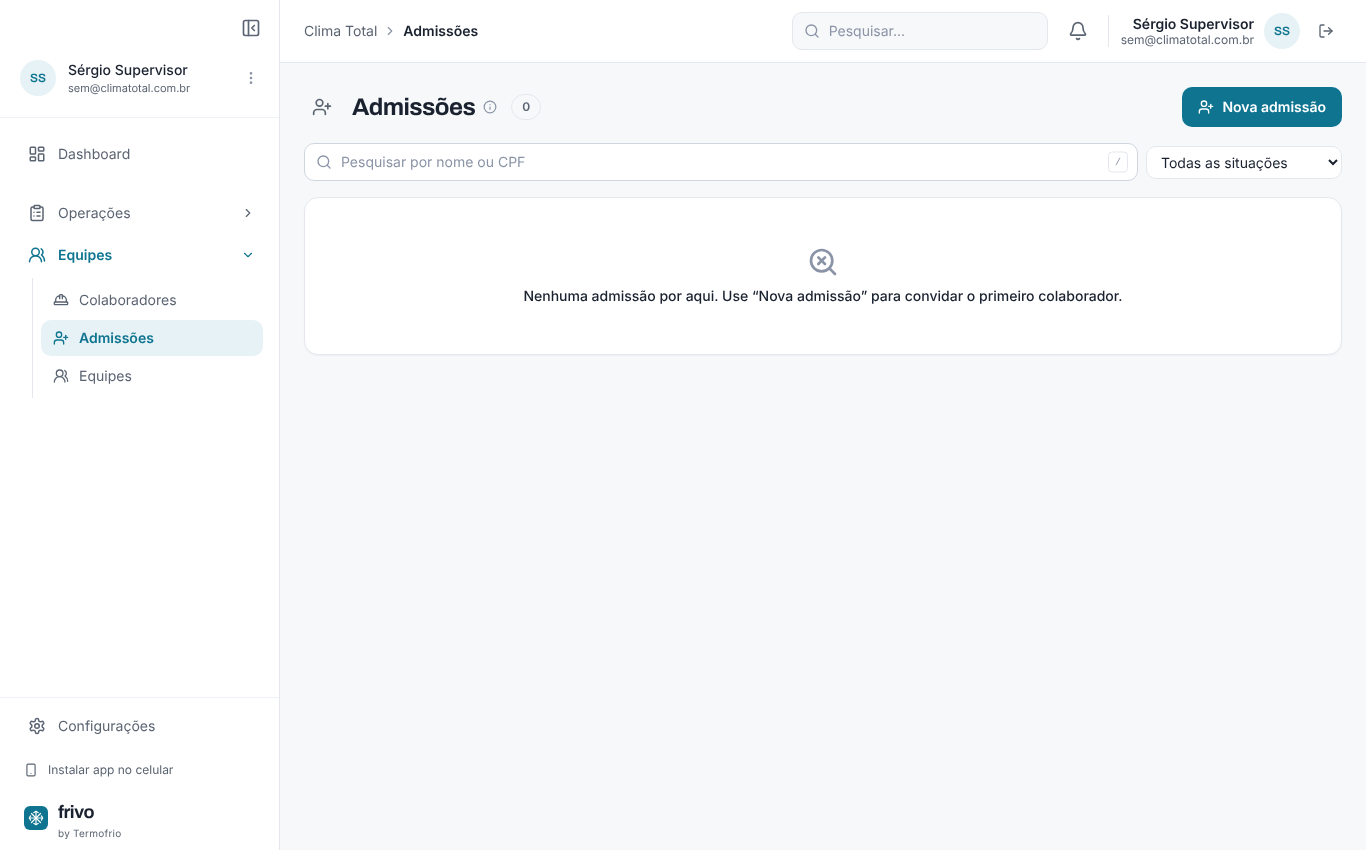 SS
Sérgio Supervisor
sem@climatotal.com.br
Dashboard
Operações
Equipes
Colaboradores
Admissões
Equipes
Configurações
Instalar app no celular
frivo
by Termofrio
Clima Total > Admissões
Pesquisar...
Sérgio Supervisor
sem@climatotal.com.br
SS
Admissões
0
Nova admissão
Pesquisar por nome ou CPF
/
Todas as situações
Nenhuma admissão por aqui. Use “Nova admissão” para convidar o primeiro colaborador.